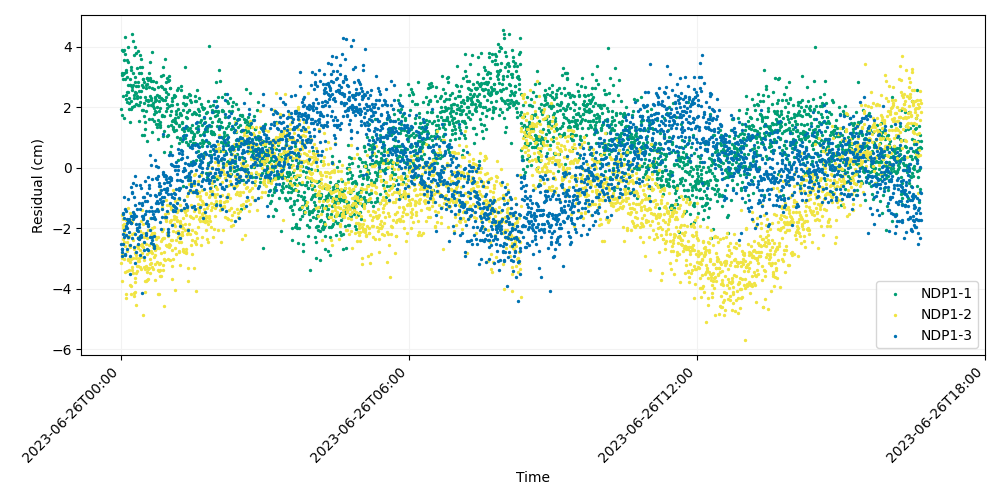 4
2
0
−2
−4
−6
Residual (cm)
NDP1-1
NDP1-2
NDP1-3
2023-06-26T00:00
2023-06-26T06:00
2023-06-26T12:00
2023-06-26T18:00
Time